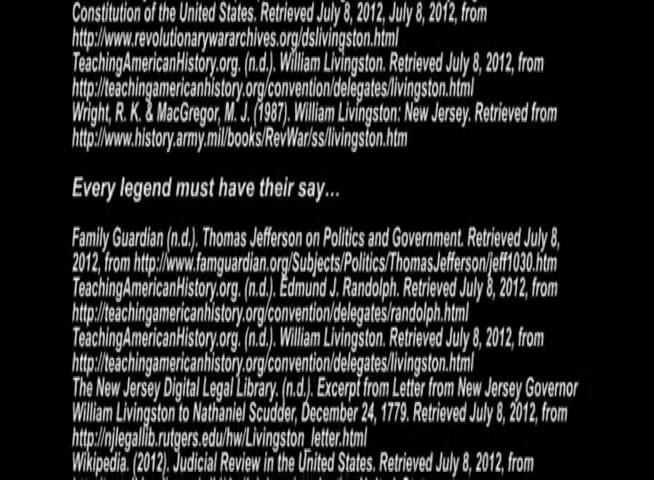 Constitution of the United States. Retrieved July 8, 2012, July 8, 2012, from
http://www.revolutionarywararchives.org/dslivingston.html
TeachingAmericanHistory.org. (n.d.). William Livingston. Retrieved July 8, 2012, from
http://teachingamericanhistory.org/convention/delegates/livingston.html
Wright, R. K. & MacGregor, M. J. (1987). William Livingston: New Jersey. Retrieved from
http://www.history.army.mil/books/RevWar/ss/livingston.htm
Every legend must have their say…
Family Guardian (n.d.). Thomas Jefferson on Politics and Government. Retrieved July 8,
2012, from http://www.famguardian.org/Subjects/Politics/ThomasJefferson/jeff1030.htm
TeachingAmericanHistory.org. (n.d.). Edmund J. Randolph. Retrieved July 8, 2012, from
http://teachingamericanhistory.org/convention/delegates/randolph.html
TeachingAmericanHistory.org. (n.d.). William Livingston. Retrieved July 8, 2012, from
http://teachingamericanhistory.org/convention/delegates/livingston.html
The New Jersey Digital Legal Library. (n.d.). Excerpt from Letter from New Jersey Governor
William Livingston to Nathaniel Scudder, December 24, 1779. Retrieved July 8, 2012, from
http://njlegallib.rutgers.edu/hw/Livingston_letter.html
Wikipedia. (2012). Judicial Review in the United States. Retrieved July 8, 2012, from